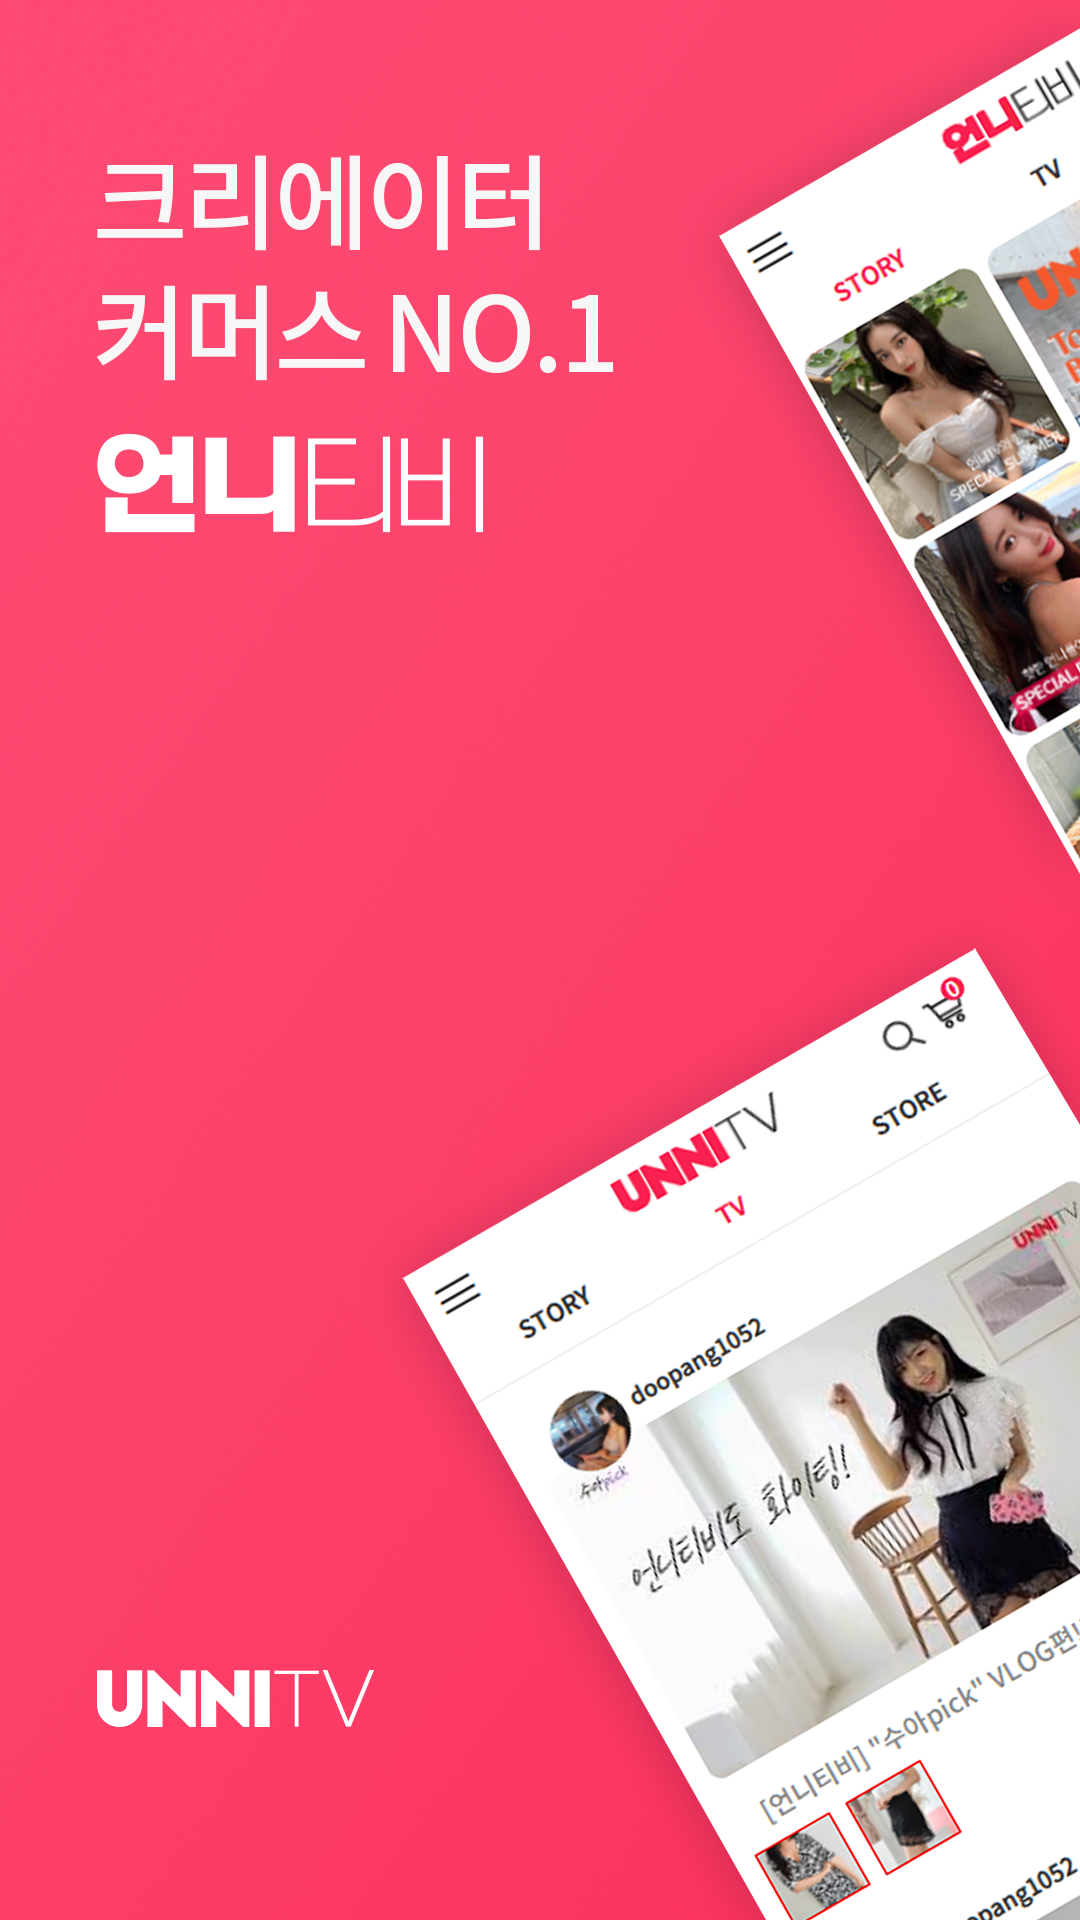 크리에이터
커머스 NO.1
언니티비
언니티비
TV
STORY
UN
SPECIAL SUMMER
SPECIAL
0
UNNITV
STORE
TV
STORY
doopang1052
UNNITV
수아pick
언니티비도 화이팅!
[언니티비] "수아pick" VLOG편
UNNITV
opang1052